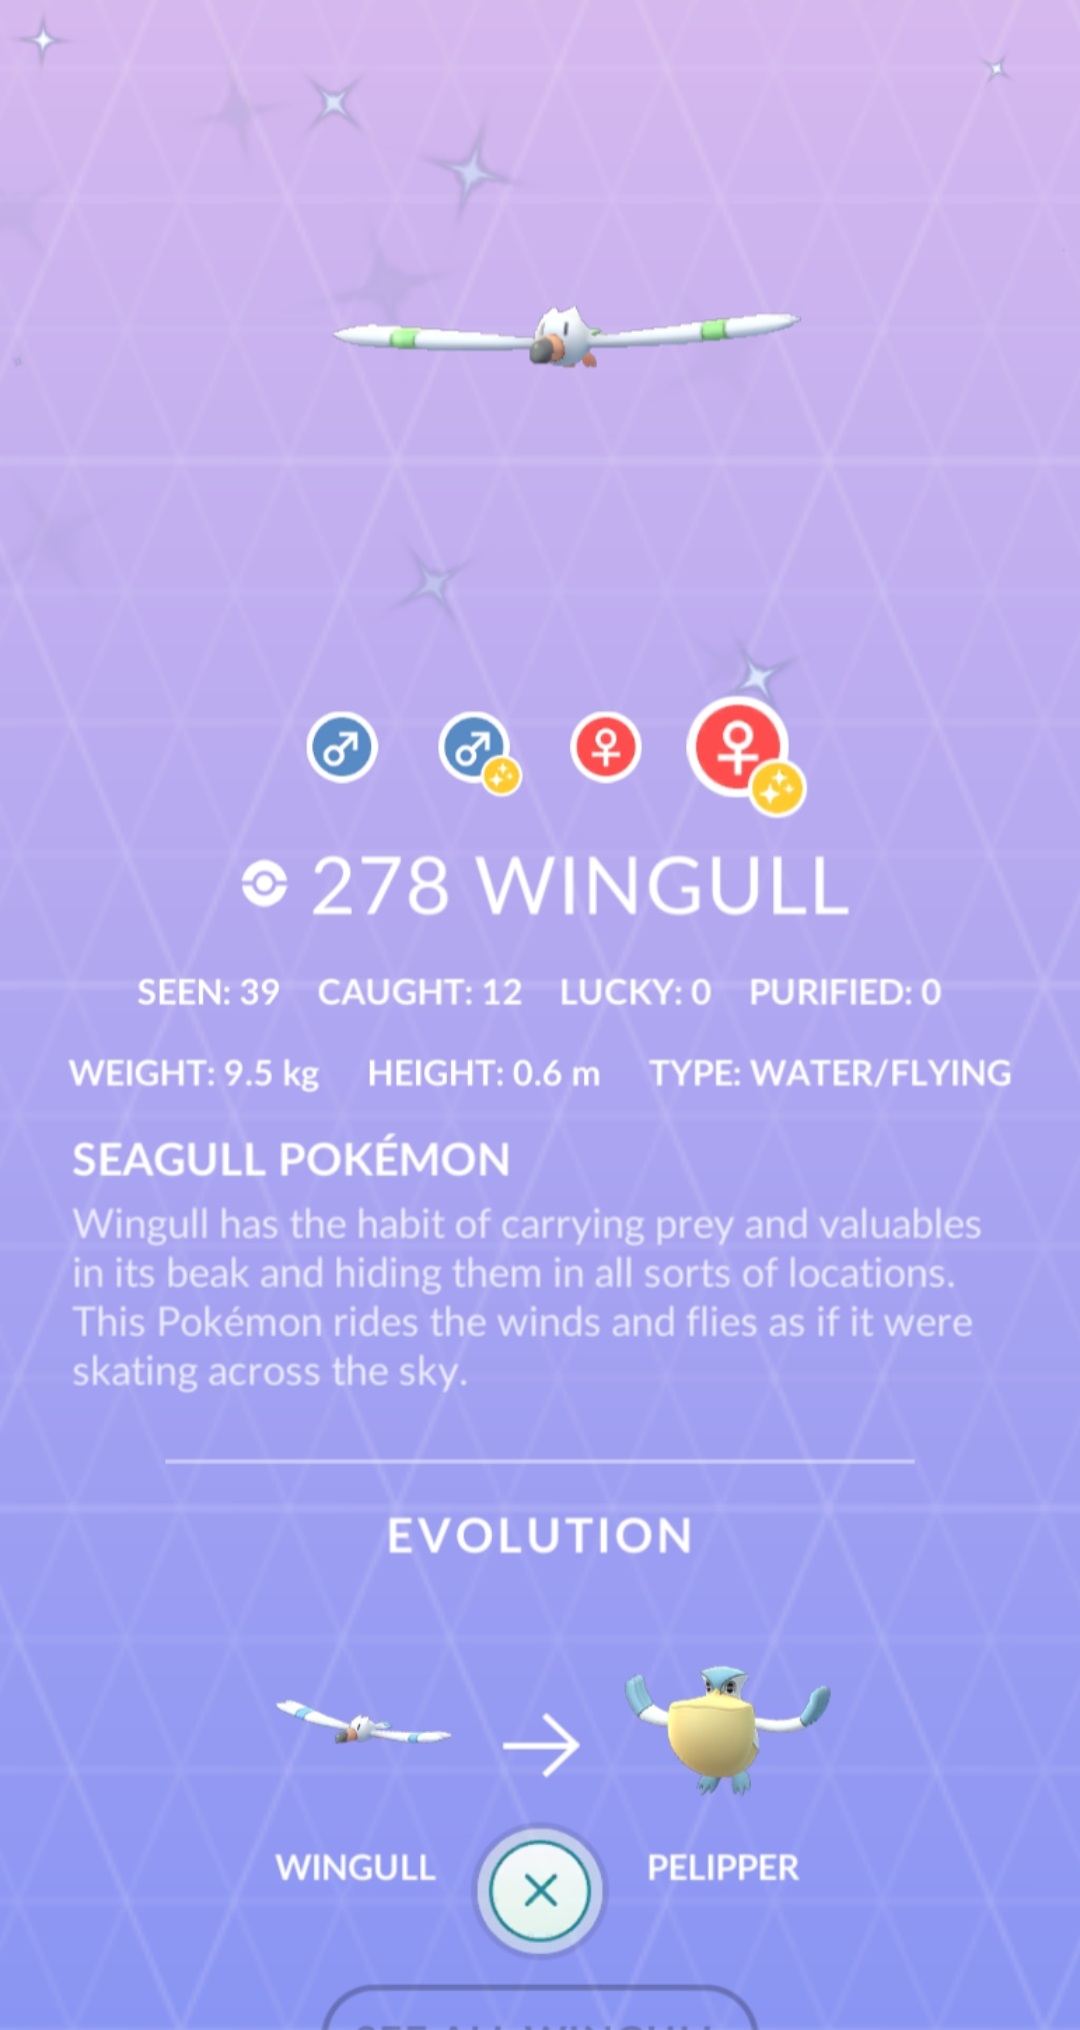 278 WINGULL
SEEN: 39 CAUGHT: 12 LUCKY: 0 PURIFIED: 0
WEIGHT: 9.5 kg HEIGHT: 0.6 m TYPE: WATER/FLYING
SEAGULL POKÉMON
Wingull has the habit of carrying prey and valuables
in its beak and hiding them in all sorts of locations.
This Pokémon rides the winds and flies as if it were
skating across the sky.
EVOLUTION
WINGULL PELIPPER
SEE ALL WINGULL